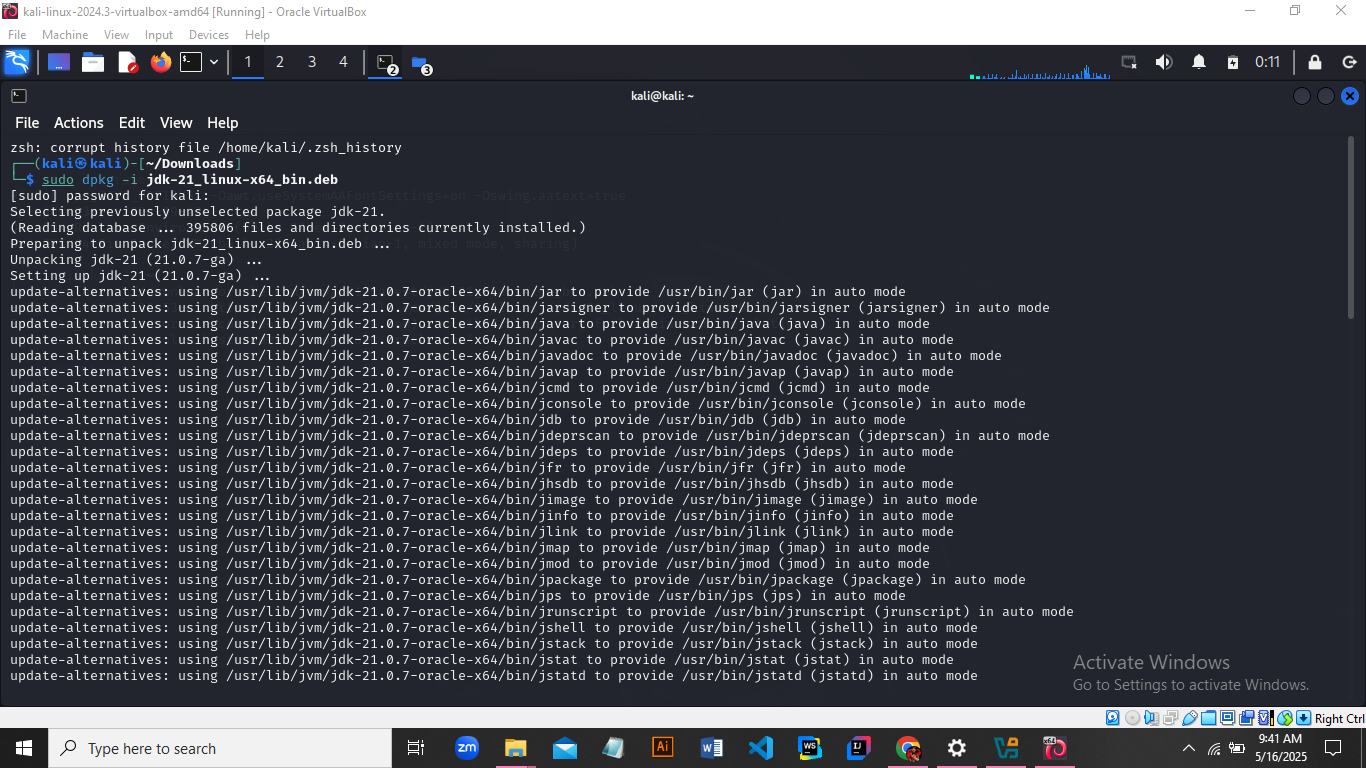 kali-linux-2024.3-virtualbox-amd64 [Running] - Oracle VirtualBox
File Machine View Input Devices Help
1 2 3 4 2 3 0:11
kali@kali: ~
File Actions Edit View Help
zsh: corrupt history file /home/kali/.zsh_history
┌──(kali㉿kali)-[~/Downloads]
└─$ sudo dpkg -i jdk-21_linux-x64_bin.deb
[sudo] password for kali:
Selecting previously unselected package jdk-21.
(Reading database ... 395806 files and directories currently installed.)
Preparing to unpack jdk-21_linux-x64_bin.deb ...
Unpacking jdk-21 (21.0.7-ga) ...
Setting up jdk-21 (21.0.7-ga) ...
update-alternatives: using /usr/lib/jvm/jdk-21.0.7-oracle-x64/bin/jar to provide /usr/bin/jar (jar) in auto mode
update-alternatives: using /usr/lib/jvm/jdk-21.0.7-oracle-x64/bin/jarsigner to provide /usr/bin/jarsigner (jarsigner) in auto mode
update-alternatives: using /usr/lib/jvm/jdk-21.0.7-oracle-x64/bin/java to provide /usr/bin/java (java) in auto mode
update-alternatives: using /usr/lib/jvm/jdk-21.0.7-oracle-x64/bin/javac to provide /usr/bin/javac (javac) in auto mode
update-alternatives: using /usr/lib/jvm/jdk-21.0.7-oracle-x64/bin/javadoc to provide /usr/bin/javadoc (javadoc) in auto mode
update-alternatives: using /usr/lib/jvm/jdk-21.0.7-oracle-x64/bin/javap to provide /usr/bin/javap (javap) in auto mode
update-alternatives: using /usr/lib/jvm/jdk-21.0.7-oracle-x64/bin/jcmd to provide /usr/bin/jcmd (jcmd) in auto mode
update-alternatives: using /usr/lib/jvm/jdk-21.0.7-oracle-x64/bin/jconsole to provide /usr/bin/jconsole (jconsole) in auto mode
update-alternatives: using /usr/lib/jvm/jdk-21.0.7-oracle-x64/bin/jdb to provide /usr/bin/jdb (jdb) in auto mode
update-alternatives: using /usr/lib/jvm/jdk-21.0.7-oracle-x64/bin/jdeprscan to provide /usr/bin/jdeprscan (jdeprscan) in auto mode
update-alternatives: using /usr/lib/jvm/jdk-21.0.7-oracle-x64/bin/jdeps to provide /usr/bin/jdeps (jdeps) in auto mode
update-alternatives: using /usr/lib/jvm/jdk-21.0.7-oracle-x64/bin/jfr to provide /usr/bin/jfr (jfr) in auto mode
update-alternatives: using /usr/lib/jvm/jdk-21.0.7-oracle-x64/bin/jhsdb to provide /usr/bin/jhsdb (jhsdb) in auto mode
update-alternatives: using /usr/lib/jvm/jdk-21.0.7-oracle-x64/bin/jimage to provide /usr/bin/jimage (jimage) in auto mode
update-alternatives: using /usr/lib/jvm/jdk-21.0.7-oracle-x64/bin/jinfo to provide /usr/bin/jinfo (jinfo) in auto mode
update-alternatives: using /usr/lib/jvm/jdk-21.0.7-oracle-x64/bin/jlink to provide /usr/bin/jlink (jlink) in auto mode
update-alternatives: using /usr/lib/jvm/jdk-21.0.7-oracle-x64/bin/jmap to provide /usr/bin/jmap (jmap) in auto mode
update-alternatives: using /usr/lib/jvm/jdk-21.0.7-oracle-x64/bin/jmod to provide /usr/bin/jmod (jmod) in auto mode
update-alternatives: using /usr/lib/jvm/jdk-21.0.7-oracle-x64/bin/jpackage to provide /usr/bin/jpackage (jpackage) in auto mode
update-alternatives: using /usr/lib/jvm/jdk-21.0.7-oracle-x64/bin/jps to provide /usr/bin/jps (jps) in auto mode
update-alternatives: using /usr/lib/jvm/jdk-21.0.7-oracle-x64/bin/jrunscript to provide /usr/bin/jrunscript (jrunscript) in auto mode
update-alternatives: using /usr/lib/jvm/jdk-21.0.7-oracle-x64/bin/jshell to provide /usr/bin/jshell (jshell) in auto mode
update-alternatives: using /usr/lib/jvm/jdk-21.0.7-oracle-x64/bin/jstack to provide /usr/bin/jstack (jstack) in auto mode
update-alternatives: using /usr/lib/jvm/jdk-21.0.7-oracle-x64/bin/jstat to provide /usr/bin/jstat (jstat) in auto mode
update-alternatives: using /usr/lib/jvm/jdk-21.0.7-oracle-x64/bin/jstatd to provide /usr/bin/jstatd (jstatd) in auto mode
Activate Windows
Go to Settings to activate Windows.
Right Ctrl
Type here to search
zm
Ai
W
WS
IJ
9:41 AM
5/16/2025